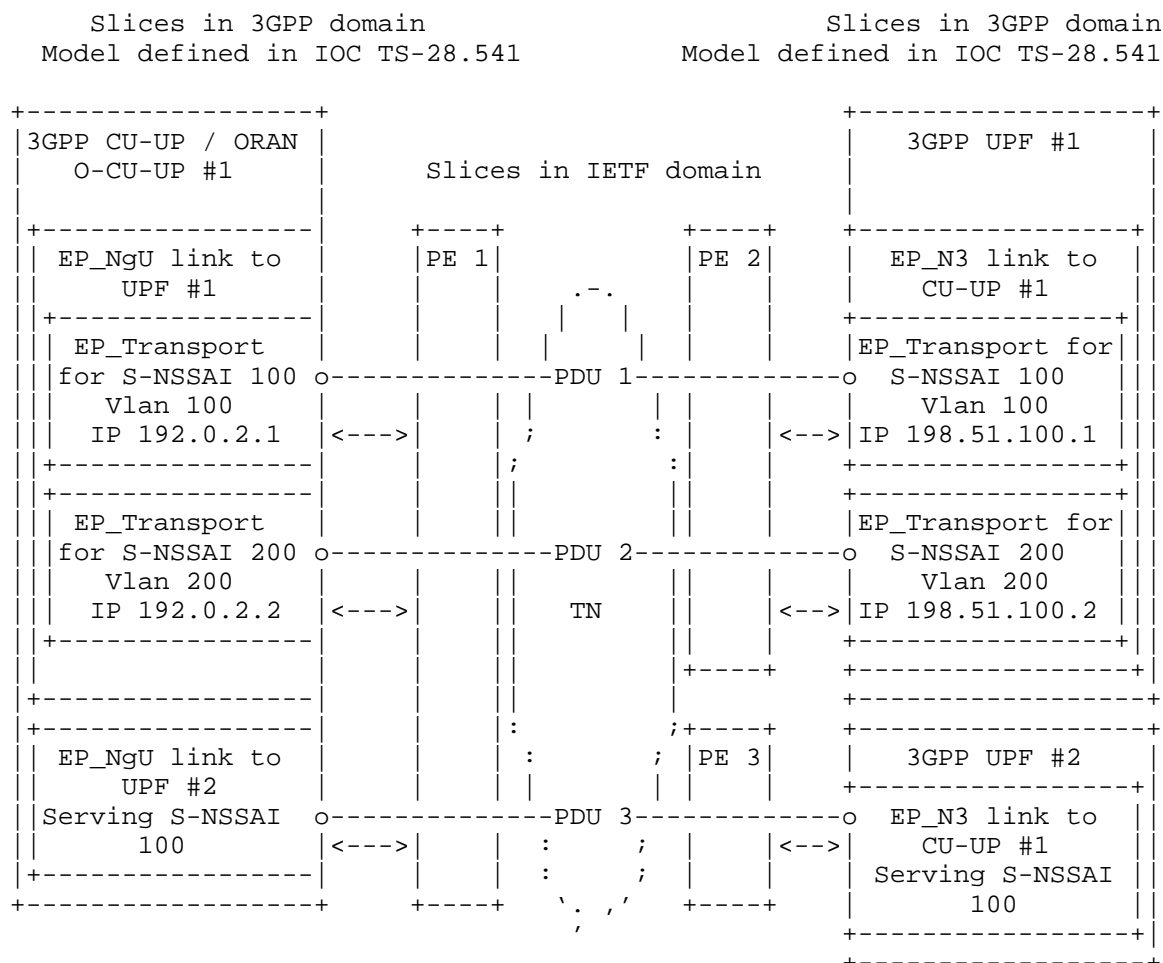 Slices in 3GPP domain Slices in 3GPP domain
Model defined in IOC TS-28.541 Model defined in IOC TS-28.541
3GPP CU-UP / ORAN 3GPP UPF #1
O-CU-UP #1 Slices in IETF domain
EP_NgU link to PE 1 PE 2 EP_N3 link to
UPF #1 CU-UP #1
EP_Transport EP_Transport for
for S-NSSAI 100 PDU 1 S-NSSAI 100
Vlan 100 Vlan 100
IP 192.0.2.1 IP 198.51.100.1
EP_Transport EP_Transport for
for S-NSSAI 200 PDU 2 S-NSSAI 200
Vlan 200 Vlan 200
IP 192.0.2.2 TN IP 198.51.100.2
EP_NgU link to PE 3 3GPP UPF #2
UPF #2
Serving S-NSSAI PDU 3 EP_N3 link to
100 CU-UP #1
Serving S-NSSAI
100